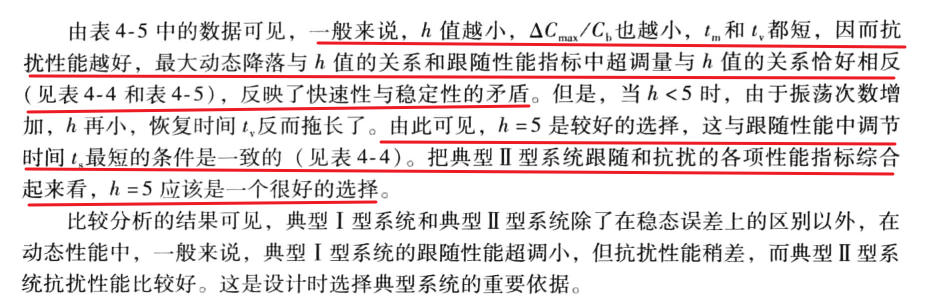 由表 4-5 中的数据可见，一般来说，h 值越小，ΔCmax/Cb也越小，tm和 tv都短，因而抗
扰性能越好，最大动态降落与 h 值的关系和跟随性能指标中超调量与 h 值的关系恰好相反
（见表 4-4 和表 4-5），反映了快速性与稳定性的矛盾。但是，当 h<5 时，由于振荡次数增
加，h 再小，恢复时间 tv反而拖长了。由此可见，h=5 是较好的选择，这与跟随性能中调节
时间 ts最短的条件是一致的（见表 4-4）。把典型Ⅱ型系统跟随和抗扰的各项性能指标综合
起来看，h=5 应该是一个很好的选择。
比较分析的结果可见，典型Ⅰ型系统和典型Ⅱ型系统除了在稳态误差上的区别以外，在
动态性能中，一般来说，典型Ⅰ型系统的跟随性能超调小，但抗扰性能稍差，而典型Ⅱ型系
统抗扰性能比较好。这是设计时选择典型系统的重要依据。